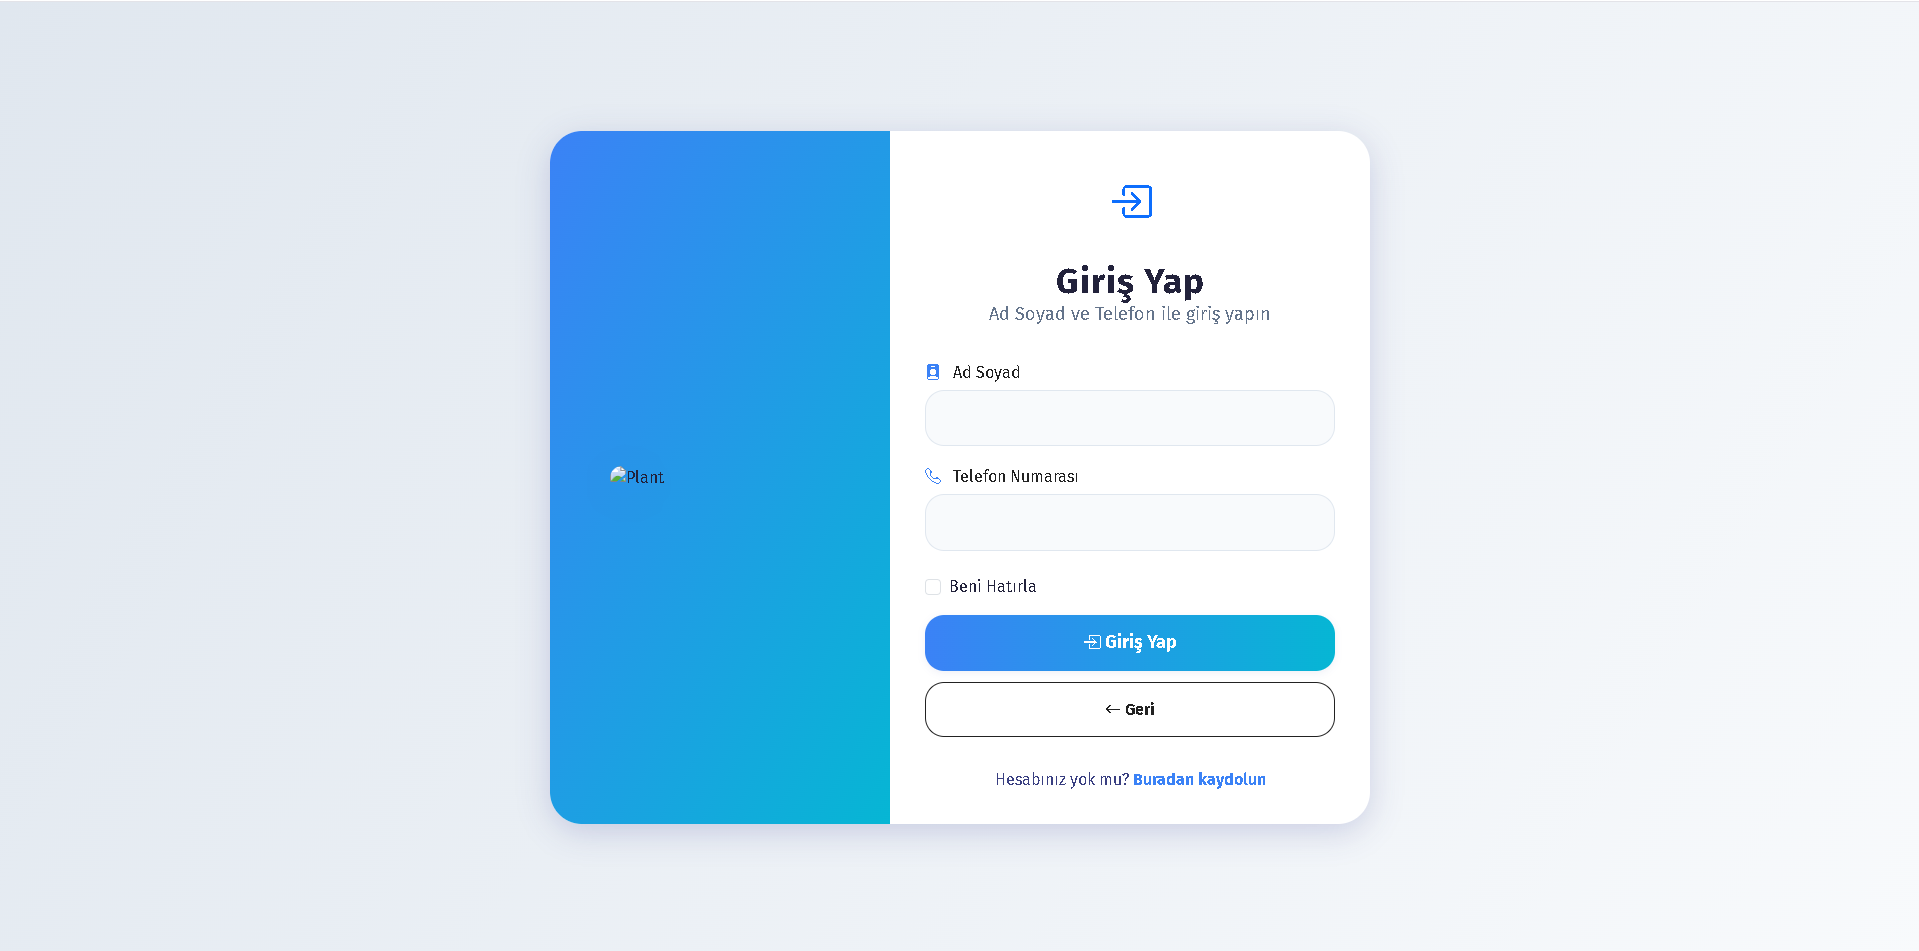 Giriş Yap
Ad Soyad ve Telefon ile giriş yapın
Ad Soyad
Plant
Telefon Numarası
Beni Hatırla
Giriş Yap
← Geri
Hesabınız yok mu? Buradan kaydolun